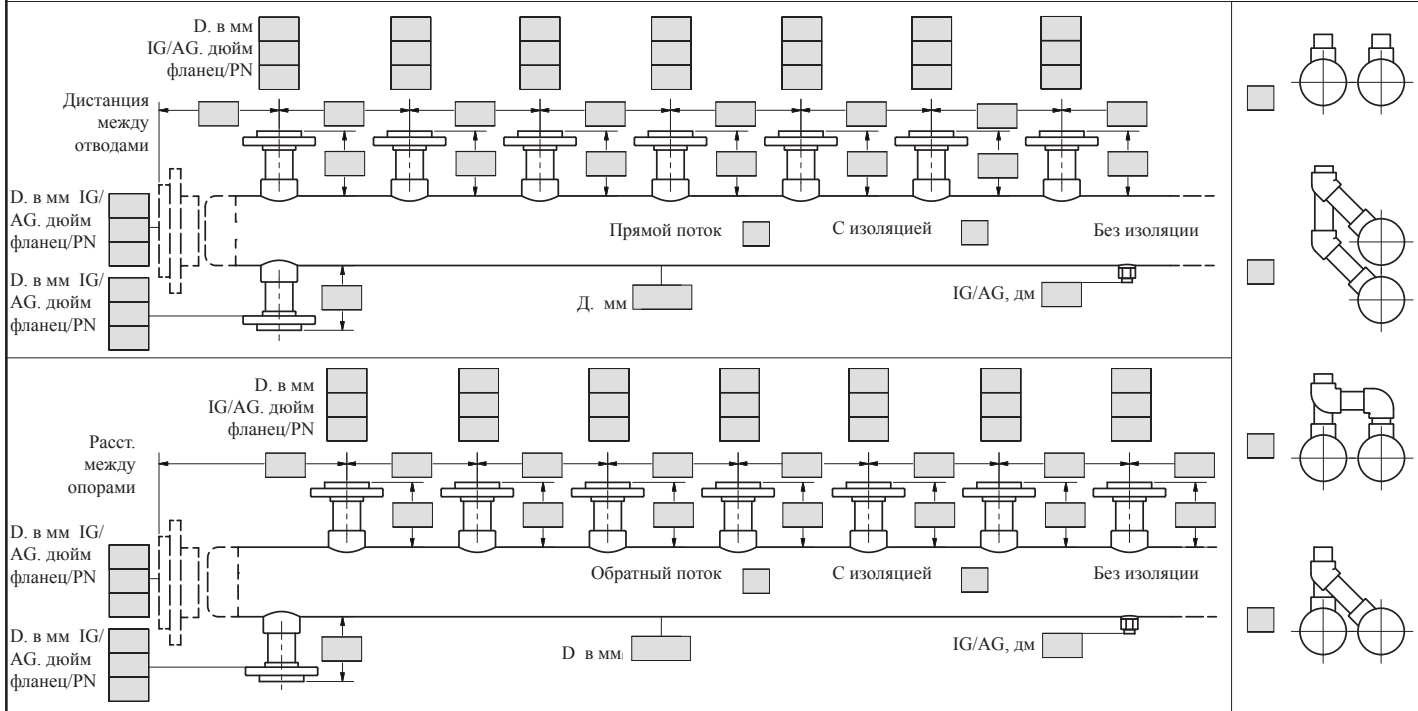 D. в мм
IG/AG. дюйм
фланец/PN
Дистанция
между
отводами
D. в мм IG/
AG. дюйм
фланец/PN
Прямой поток
С изоляцией
Без изоляции
D. в мм IG/
AG. дюйм
фланец/PN
Д. мм
IG/AG, дм
D. в мм
IG/AG. дюйм
фланец/PN
Расст.
между
опорами
D. в мм IG/
AG. дюйм
фланец/PN
Обратный поток
С изоляцией
Без изоляции
D. в мм IG/
AG. дюйм
фланец/PN
D в мм
IG/AG, дм